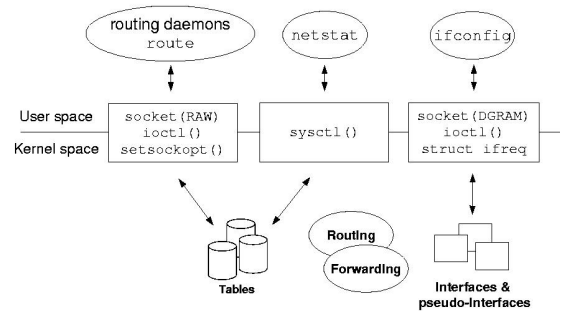 routing daemons
route
netstat
ifconfig
User space
Kernel space
socket(RAW)
ioctl()
setsockopt()
sysctl()
socket(DGRAM)
ioctl()
struct ifreq
Tables
Routing
Forwarding
Interfaces &
pseudo-interfaces